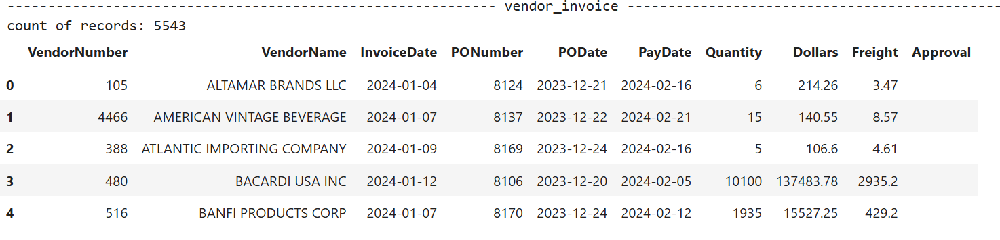 ------------------------------------------------------------ vendor_invoice ----------------------------------------------
count of records: 5543
VendorNumber VendorName InvoiceDate PONumber PODate PayDate Quantity Dollars Freight Approval
0 105 ALTAMAR BRANDS LLC 2024-01-04 8124 2023-12-21 2024-02-16 6 214.26 3.47
1 4466 AMERICAN VINTAGE BEVERAGE 2024-01-07 8137 2023-12-22 2024-02-21 15 140.55 8.57
2 388 ATLANTIC IMPORTING COMPANY 2024-01-09 8169 2023-12-24 2024-02-16 5 106.6 4.61
3 480 BACARDI USA INC 2024-01-12 8106 2023-12-20 2024-02-05 10100 137483.78 2935.2
4 516 BANFI PRODUCTS CORP 2024-01-07 8170 2023-12-24 2024-02-12 1935 15527.25 429.2